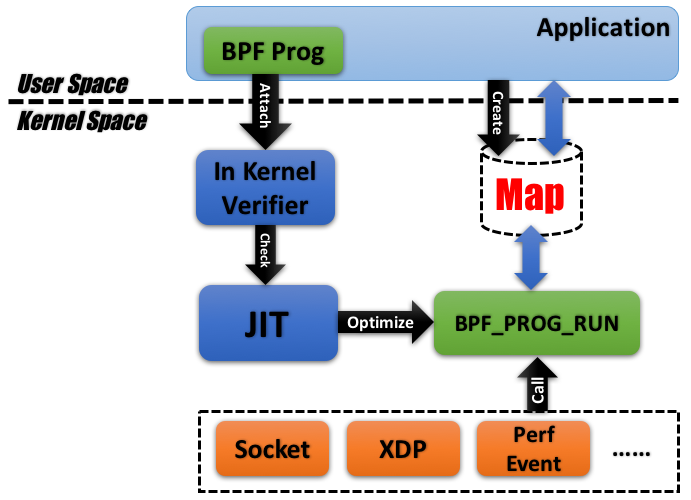 Application
BPF Prog
User Space
Kernel Space
Attach
Create
In Kernel
Verifier
Map
Check
JIT
Optimize
BPF_PROG_RUN
Call
Socket
XDP
Perf
Event
......